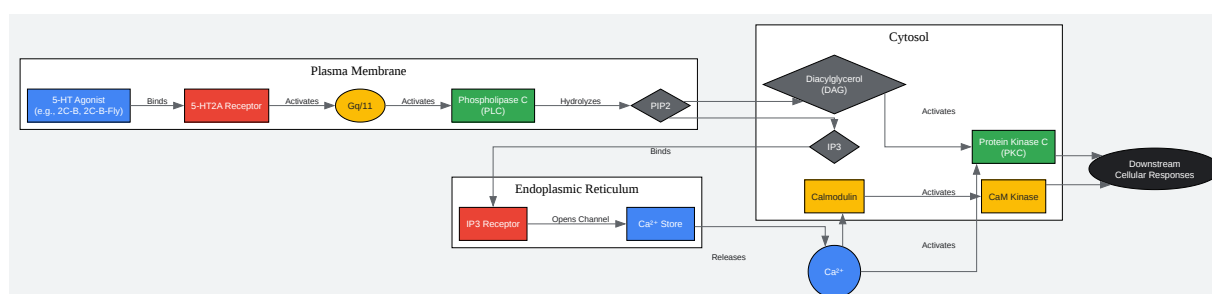 Cytosol
Plasma Membrane
5-HT Agonist
(e.g., 2C-B, 2C-B-Fly)
Binds
5-HT2A Receptor
Activates
Gq/11
Activates
Phospholipase C
(PLC)
Hydrolyzes
PIP2
Diacylglycerol
(DAG)
Activates
IP3
Binds
Protein Kinase C
(PKC)
Downstream
Cellular Responses
Endoplasmic Reticulum
IP3 Receptor
Opens Channel
Ca²⁺ Store
Calmodulin
Activates
CaM Kinase
Releases
Ca²⁺
Activates